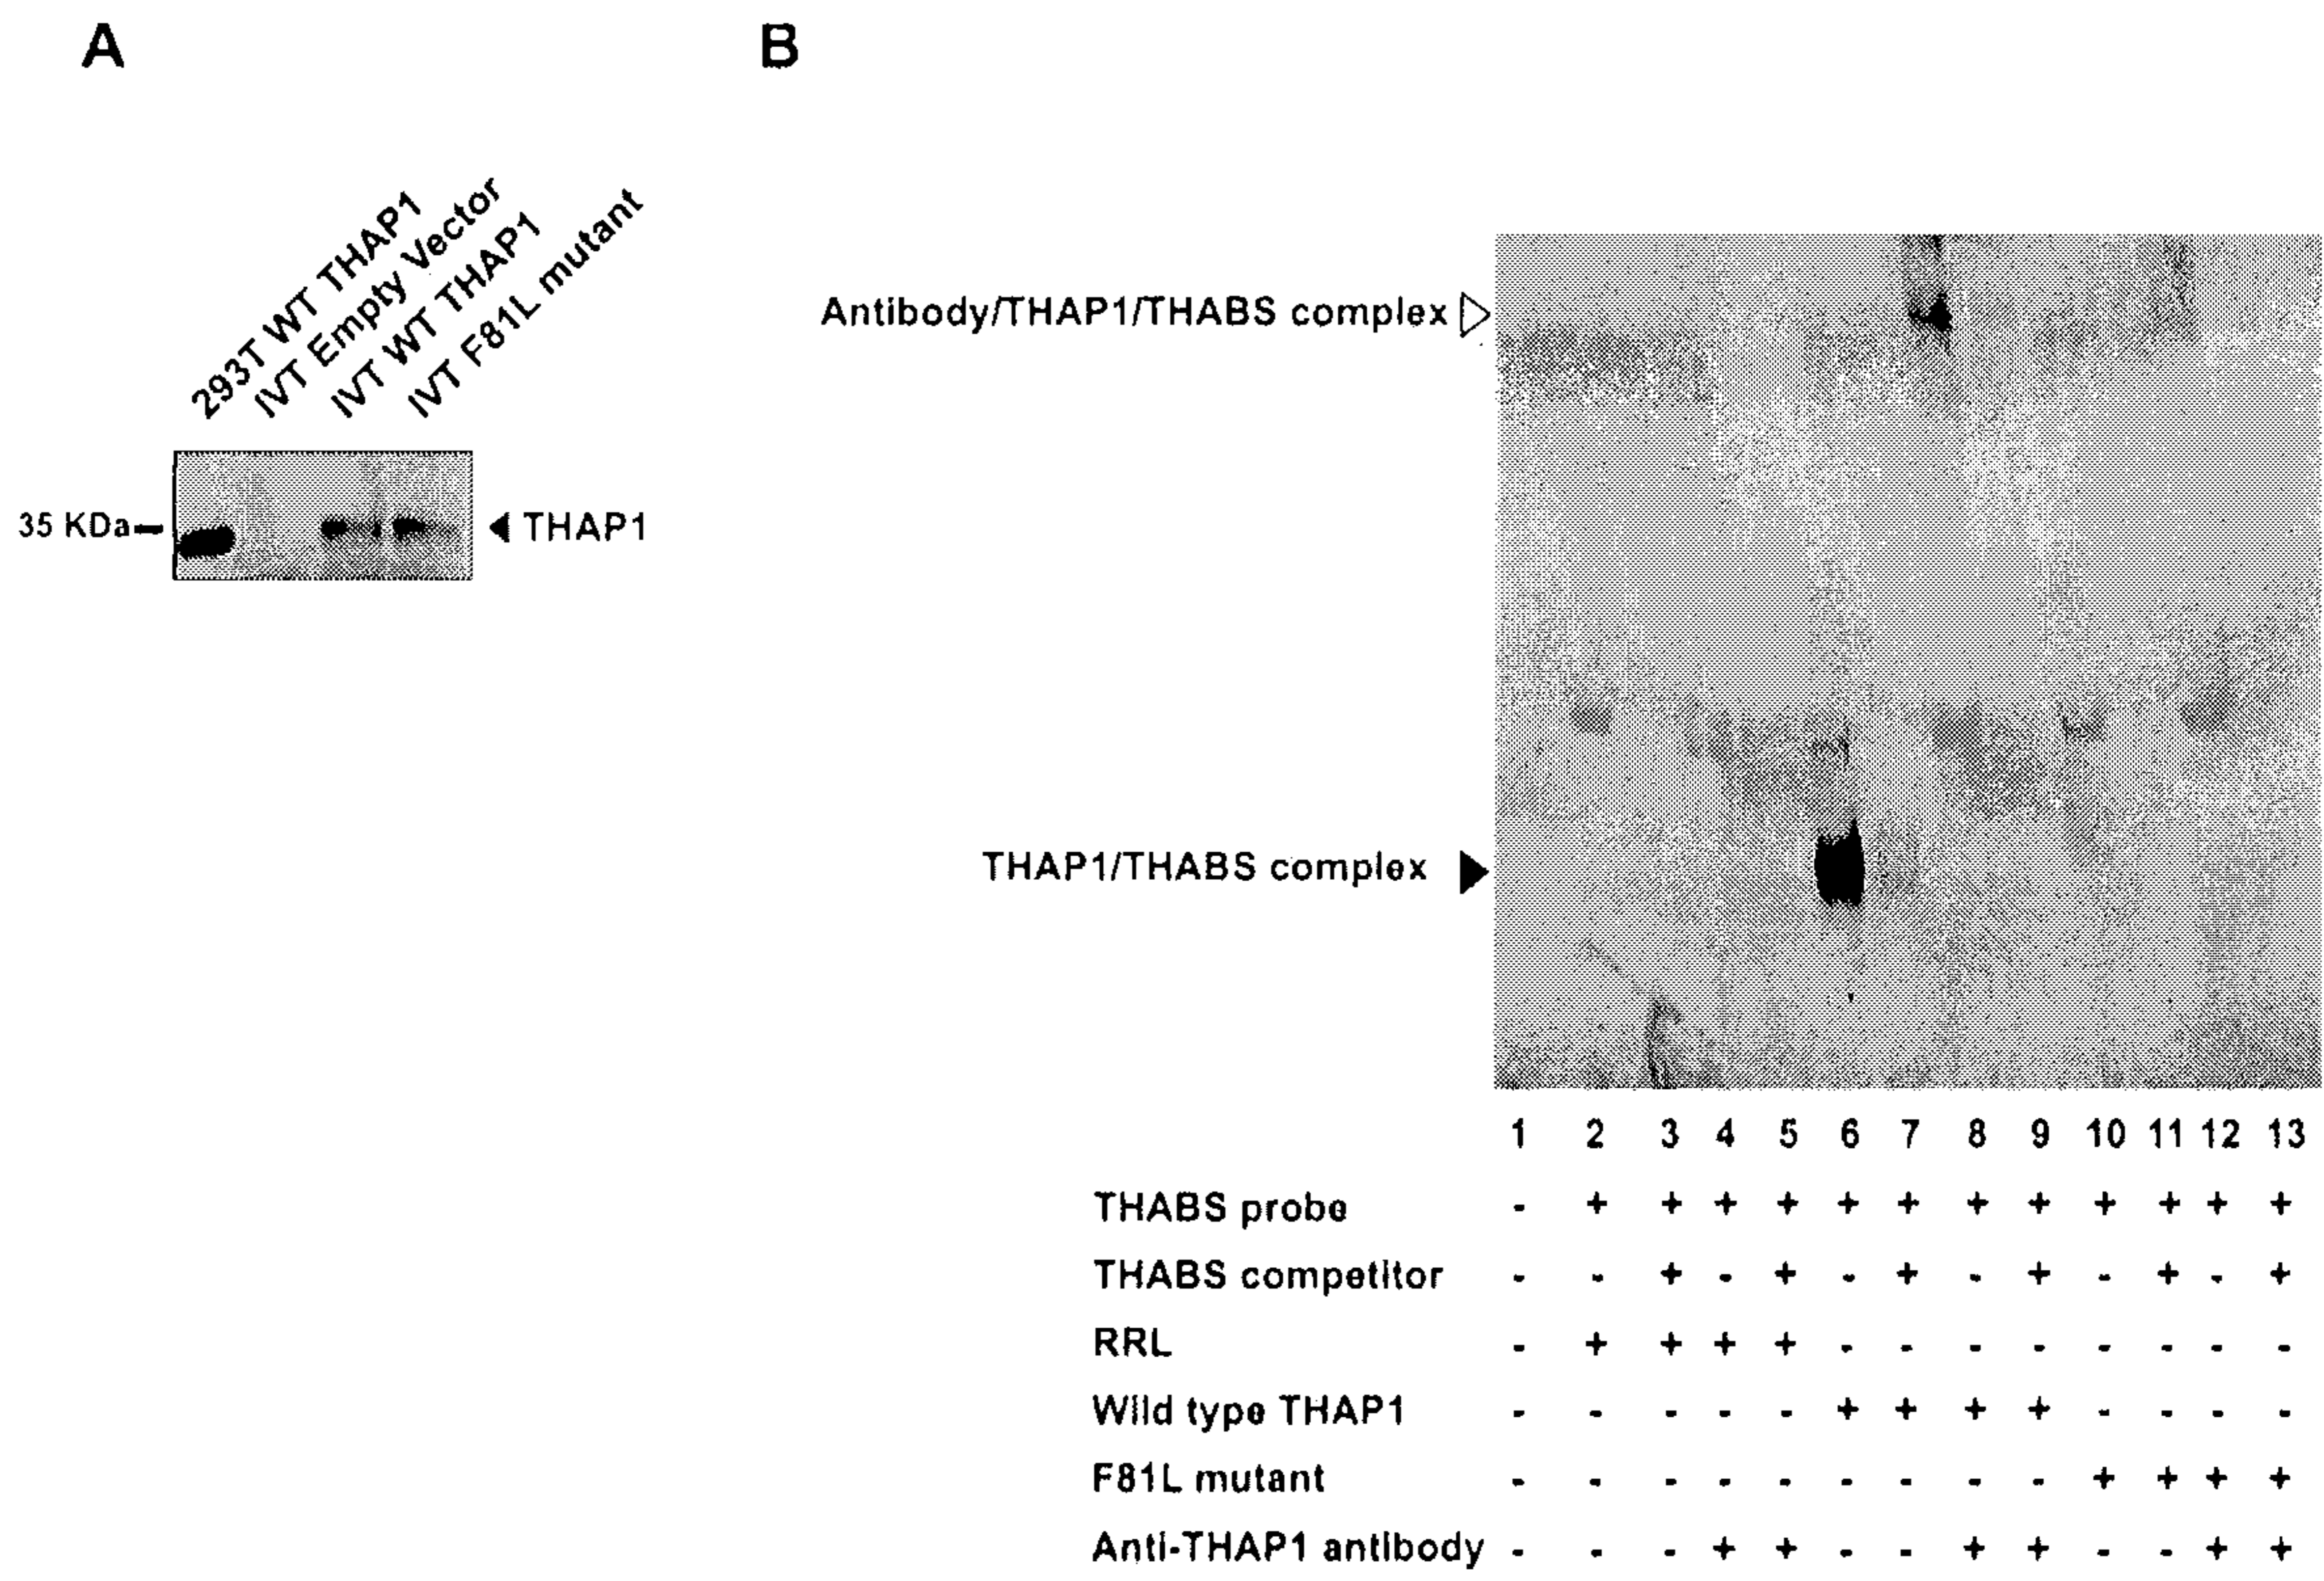 A
B
293T WT THAP1
IVT Empty Vector
IVT WT THAP1
IVT F81L mutant
35 KDa
THAP1
Antibody/THAP1/THABS complex
THAP1/THABS complex
1 2 3 4 5 6 7 8 9 10 11 12 13
THABS probe - + + + + + + + + + + + +
THABS competitor - - + - + - + - + - + - +
RRL - + + + + - - - - - - - -
Wild type THAP1 - - - - - + + + + - - - -
F81L mutant - - - - - - - - - + + + +
Anti-THAP1 antibody - - - + + - - + + - - + +